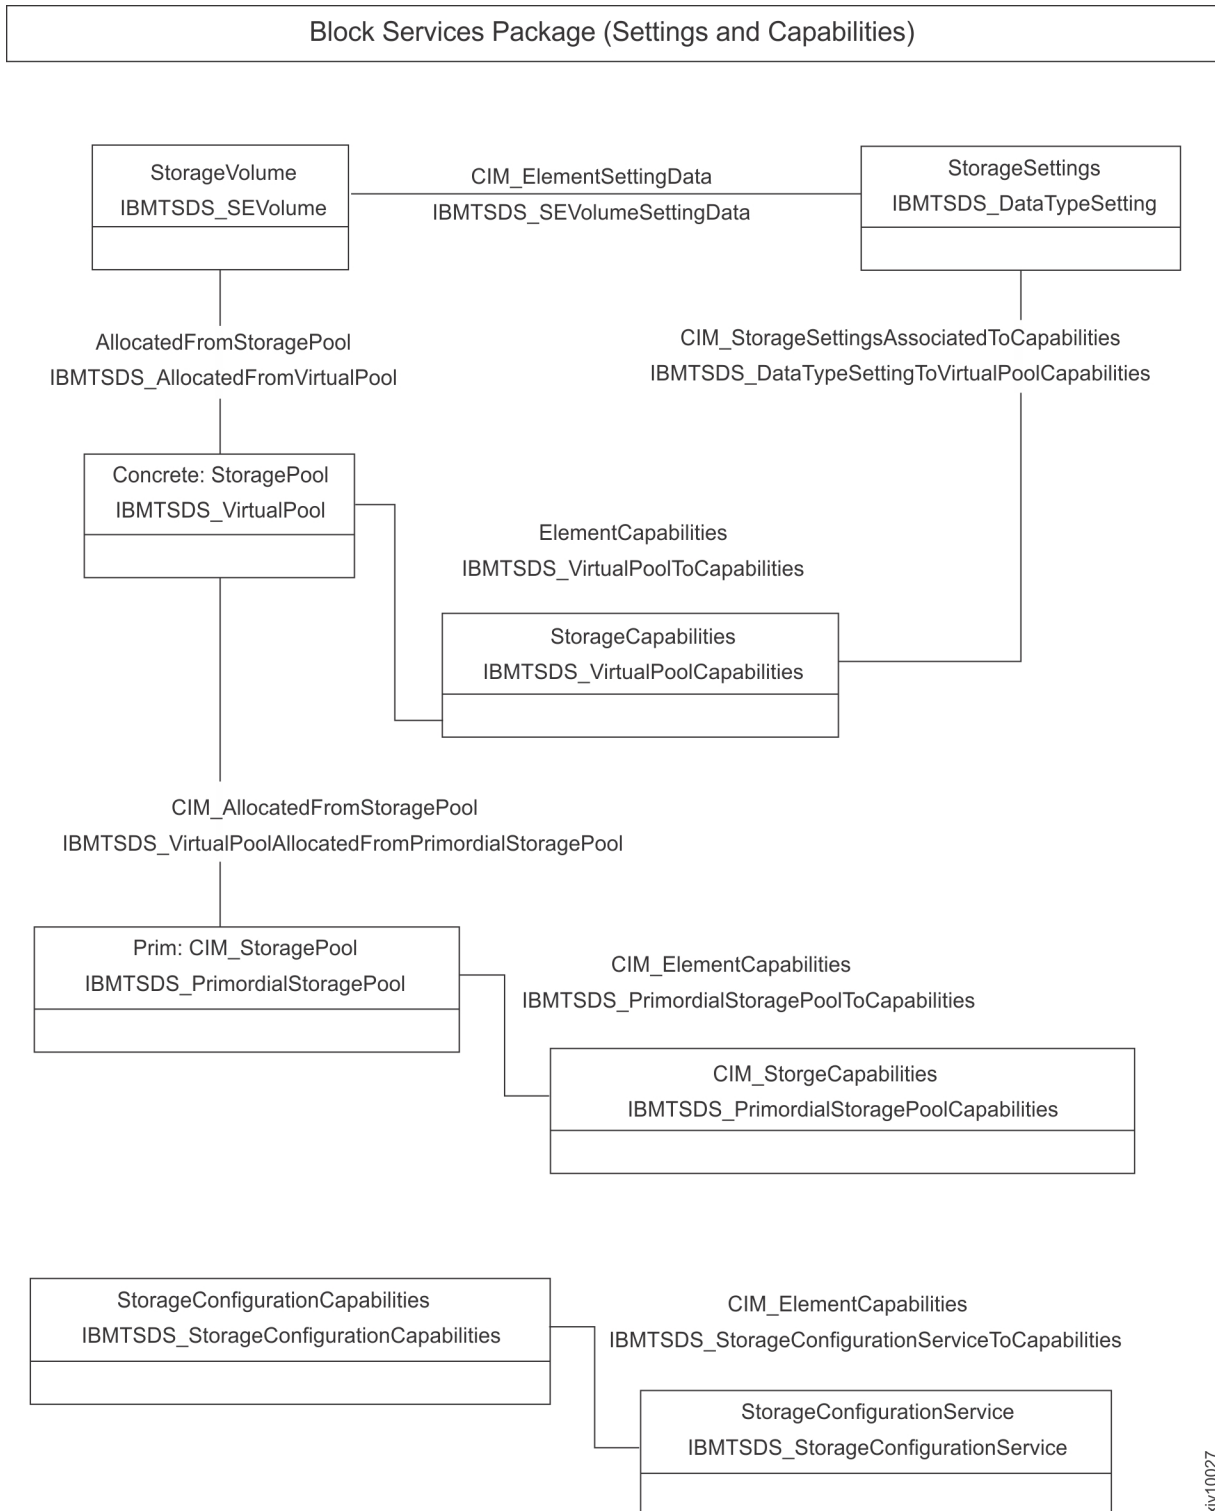 Block Services Package (Settings and Capabilities)
StorageVolume
IBMTSDS_SEVolume
CIM_ElementSettingData
IBMTSDS_SEVolumeSettingData
StorageSettings
IBMTSDS_DataTypeSetting
AllocatedFromStoragePool
IBMTSDS_AllocatedFromVirtualPool
CIM_StorageSettingsAssociatedToCapabilities
IBMTSDS_DataTypeSettingToVirtualPoolCapabilities
Concrete: StoragePool
IBMTSDS_VirtualPool
ElementCapabilities
IBMTSDS_VirtualPoolToCapabilities
StorageCapabilities
IBMTSDS_VirtualPoolCapabilities
CIM_AllocatedFromStoragePool
IBMTSDS_VirtualPoolAllocatedFromPrimordialStoragePool
Prim: CIM_StoragePool
IBMTSDS_PrimordialStoragePool
CIM_ElementCapabilities
IBMTSDS_PrimordialStoragePoolToCapabilities
CIM_StorgeCapabilities
IBMTSDS_PrimordialStoragePoolCapabilities
StorageConfigurationCapabilities
IBMTSDS_StorageConfigurationCapabilities
CIM_ElementCapabilities
IBMTSDS_StorageConfigurationServiceToCapabilities
StorageConfigurationService
IBMTSDS_StorageConfigurationService
xiv10027